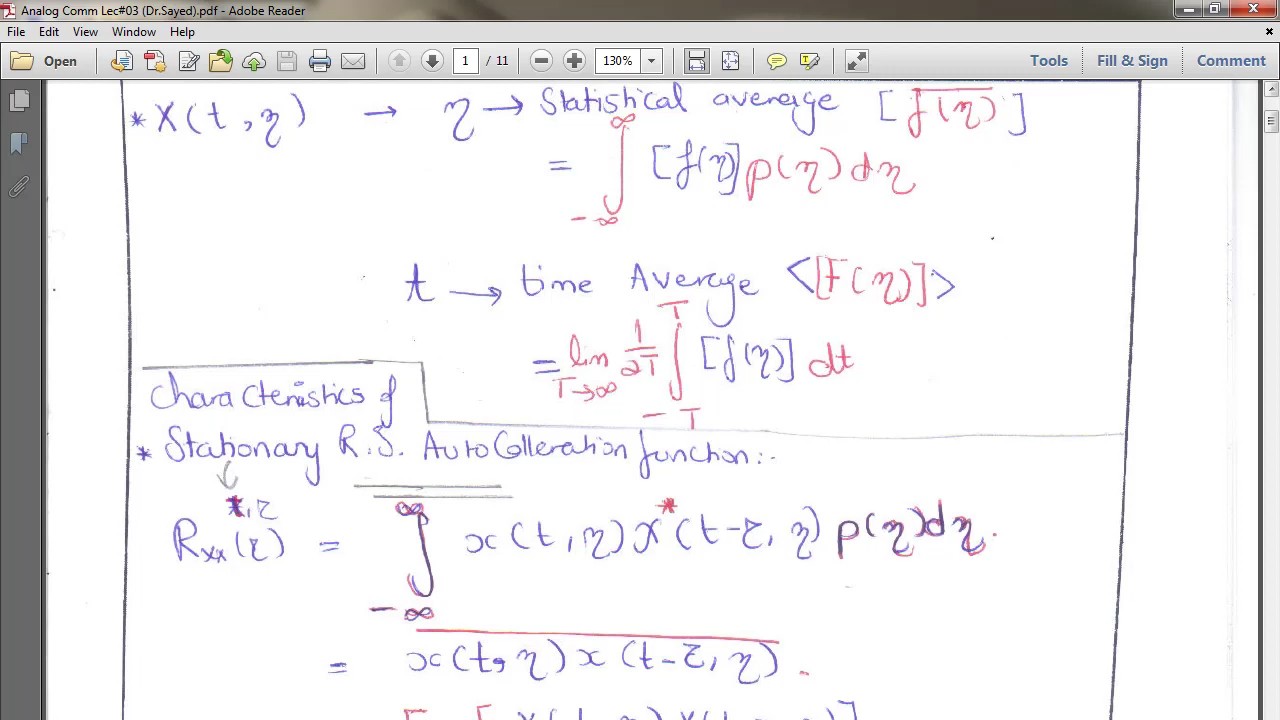 Analog Comm Lec#03 (Dr.Sayed).pdf - Adobe Reader
File Edit View Window Help
Open 1 / 11 130% Tools Fill & Sign Comment
* X(t,η) → η → Statistical average [f(η)]
= ∫ [f(η)] p(η) dη
∞
-∞
t → time Average <[F(η)]>
= lim 1/2T ∫ [f(η)] dt
T
T→∞
-T
Characteristics of
* Stationary R.S. AutoColleration function:-
Rxx(τ) = ∫ x(t,η) x*(t-τ,η) p(η)dη.
∞
-∞
= x(t,η) x(t-τ,η).